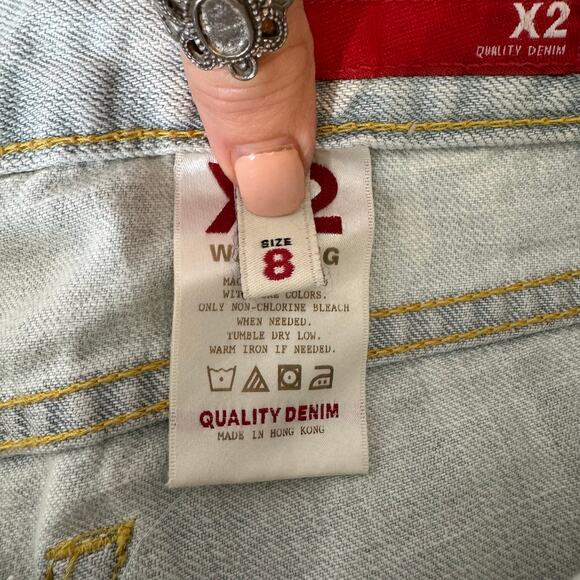 X2
QUALITY DENIM
X2
SIZE
8
COLORS.
ONLY NON-CHLORINE BLEACH
WHEN NEEDED.
TUMBLE DRY LOW.
WARM IRON IF NEEDED.
QUALITY DENIM
MADE IN HONG KONG